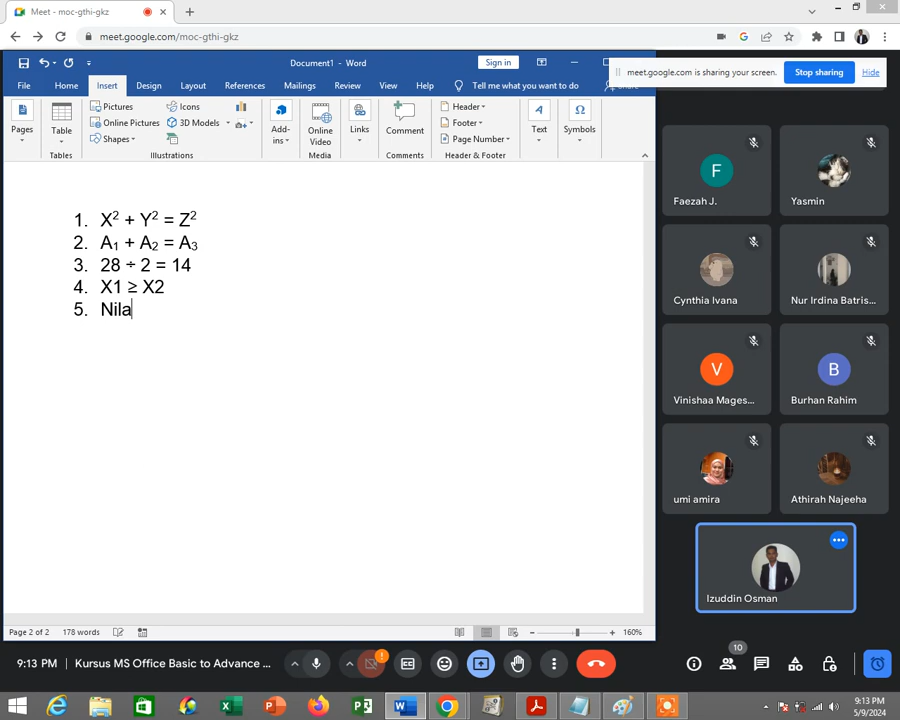 Meet - moc-gthi-gkz
meet.google.com/moc-gthi-gkz
Document1 - Word
Sign in
meet.google.com is sharing your screen.
Stop sharing
Hide
File Home Insert Design Layout References Mailings Review View Help Tell me what you want to do
Pages
Table
Tables
Pictures
Online Pictures
Shapes
Icons
3D Models
Illustrations
Add-ins
Online Video
Media
Links
Comment
Comments
Header
Footer
Page Number
Header & Footer
Text
Symbols
1. X² + Y² = Z²
2. A₁ + A₂ = A₃
3. 28 ÷ 2 = 14
4. X1 ≥ X2
5. Nila
F
Faezah J.
Yasmin
Cynthia Ivana
Nur Irdina Batris...
V
Vinishaa Mages...
B
Burhan Rahim
umi amira
Athirah Najeeha
Izuddin Osman
Page 2 of 2 178 words
160%
9:13 PM Kursus MS Office Basic to Advance ...
10
9:13 PM
5/9/2024